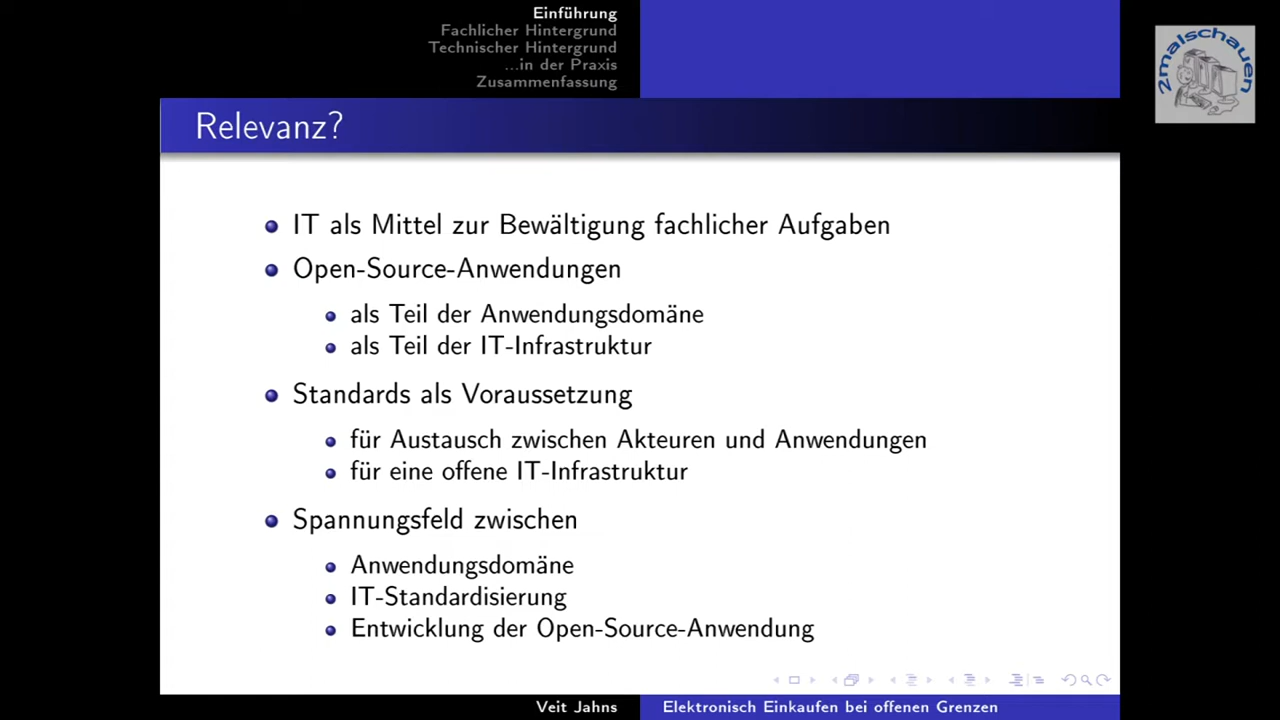 Einführung
Fachlicher Hintergrund
Technischer Hintergrund
...in der Praxis
Zusammenfassung
2malschauen
Relevanz?
IT als Mittel zur Bewältigung fachlicher Aufgaben
Open-Source-Anwendungen
als Teil der Anwendungsdomäne
als Teil der IT-Infrastruktur
Standards als Voraussetzung
für Austausch zwischen Akteuren und Anwendungen
für eine offene IT-Infrastruktur
Spannungsfeld zwischen
Anwendungsdomäne
IT-Standardisierung
Entwicklung der Open-Source-Anwendung
Veit Jahns
Elektronisch Einkaufen bei offenen Grenzen